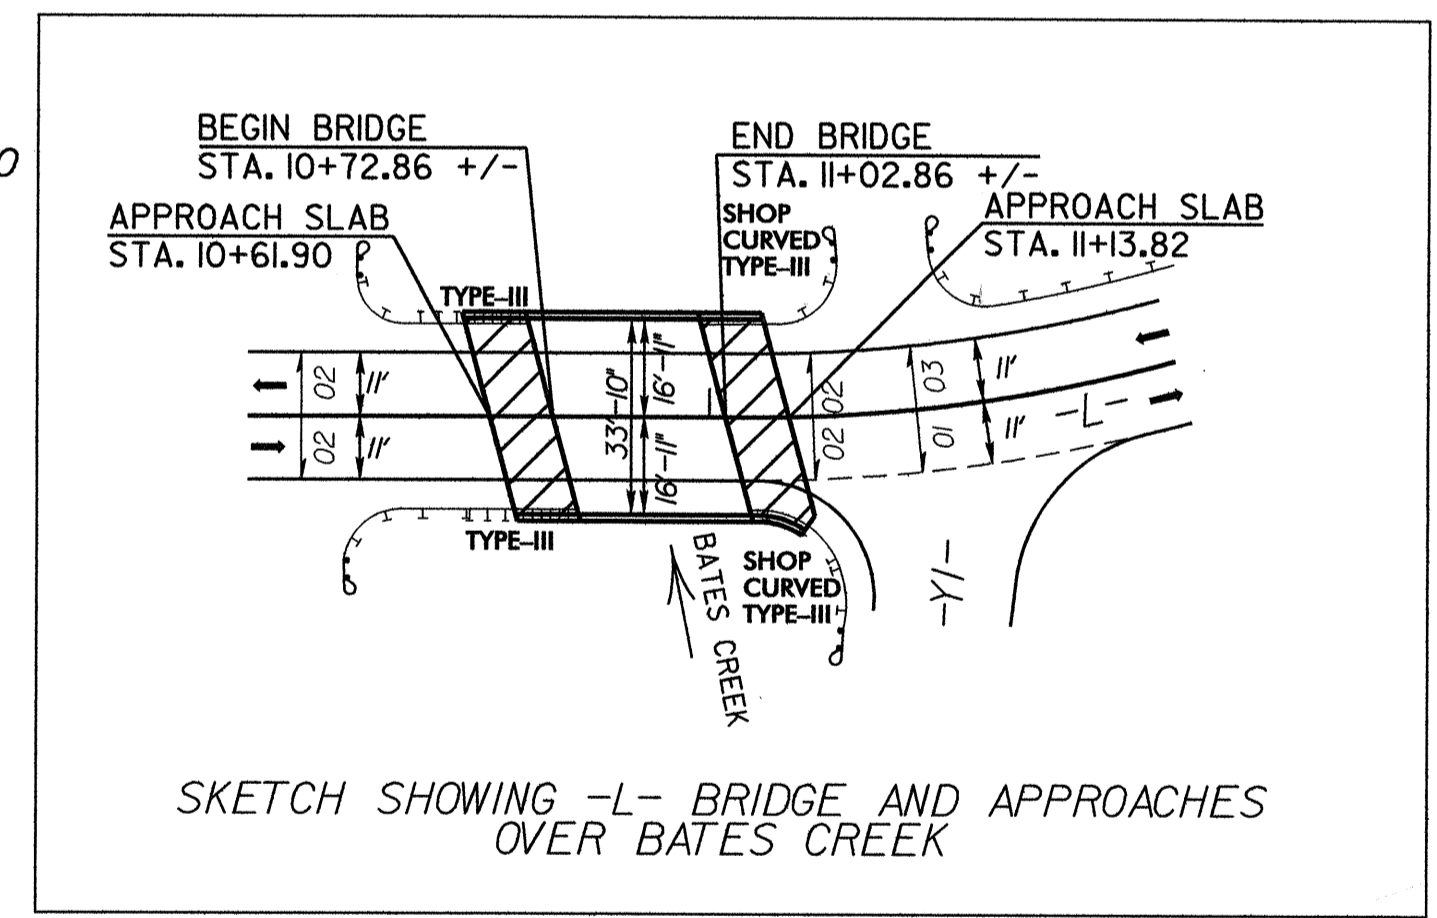 O
BEGIN BRIDGE
STA. 10+72.86 +/-
END BRIDGE
STA. 11+02.86 +/-
APPROACH SLAB
STA. 10+61.90
SHOP
CURVED
TYPE-III
APPROACH SLAB
STA. 11+13.82
TYPE-III
02
11'
33'-10"
16'-11"
02
03
11'
02
11'
16'-11"
02
01
11'
-L-
TYPE-III
BATES CREEK
SHOP
CURVED
TYPE-III
-Y1-
SKETCH SHOWING -L- BRIDGE AND APPROACHES
OVER BATES CREEK